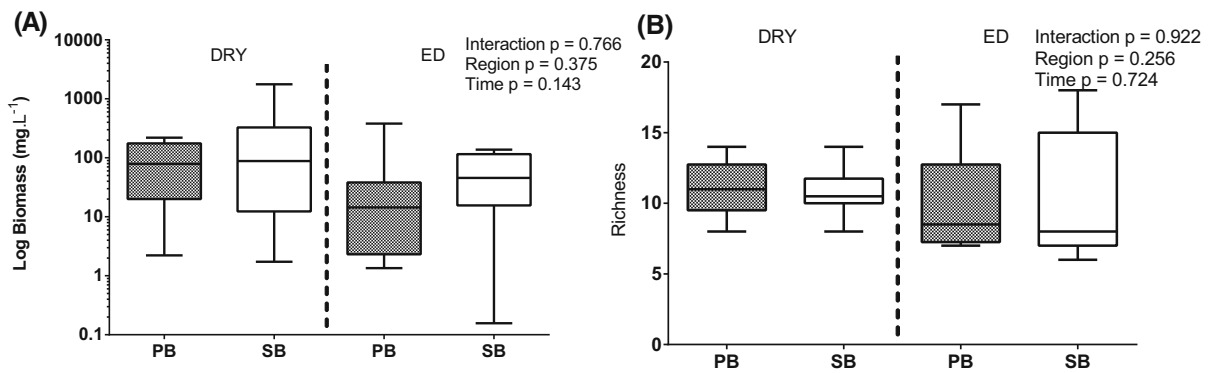 (A)
DRY
ED
Interaction p = 0.766
Region p = 0.375
Time p = 0.143
Log Biomass (mg.L⁻¹)
10000
1000
100
10
1
0.1
PB
SB
PB
SB
(B)
DRY
ED
Interaction p = 0.922
Region p = 0.256
Time p = 0.724
Richness
20
15
10
5
0
PB
SB
PB
SB